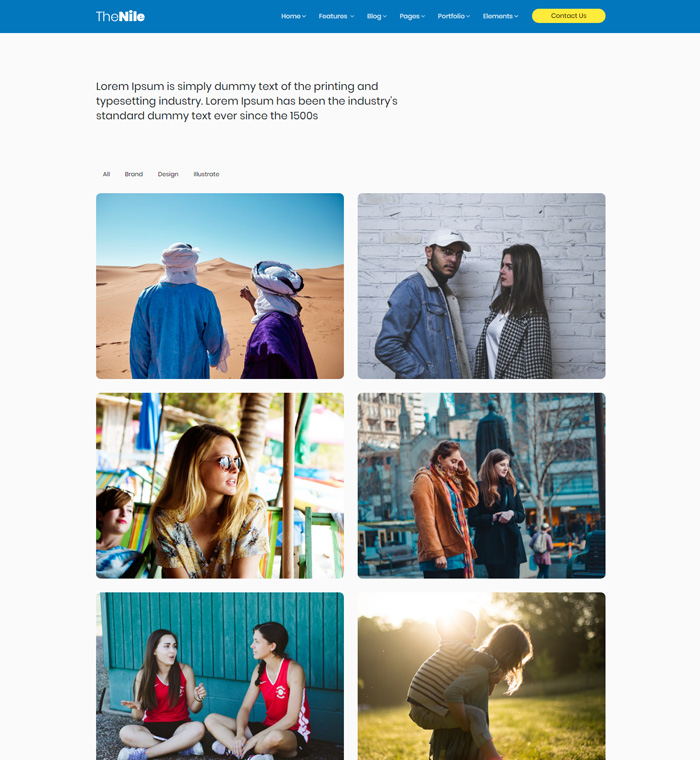 TheNile Home Features Blog Pages Portfolio Elements Contact Us
Lorem Ipsum is simply dummy text of the printing and
typesetting industry. Lorem Ipsum has been the industry's
standard dummy text ever since the 1500s
All Brand Design Illustrate